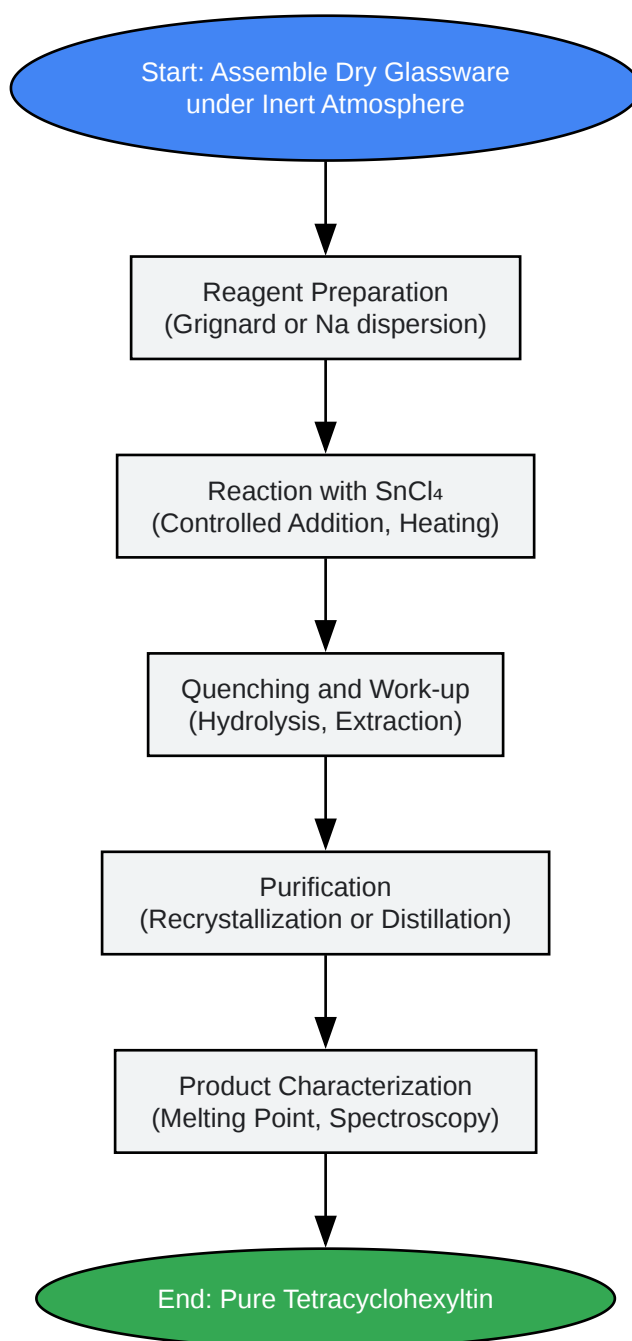 Start: Assemble Dry Glassware
under Inert Atmosphere
Reagent Preparation
(Grignard or Na dispersion)
Reaction with SnCl₄
(Controlled Addition, Heating)
Quenching and Work-up
(Hydrolysis, Extraction)
Purification
(Recrystallization or Distillation)
Product Characterization
(Melting Point, Spectroscopy)
End: Pure Tetracyclohexyltin